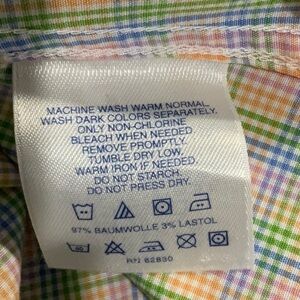 MACHINE WASH WARM NORMAL.
WASH DARK COLORS SEPARATELY.
ONLY NON-CHLORINE
BLEACH WHEN NEEDED
REMOVE PROMPTLY.
TUMBLE DRY LOW.
WARM IRON IF NEEDED.
DO NOT STARCH.
DO NOT DRY PRESS.
97% BAUMWOLLE 3% LASTOL
RN 62830